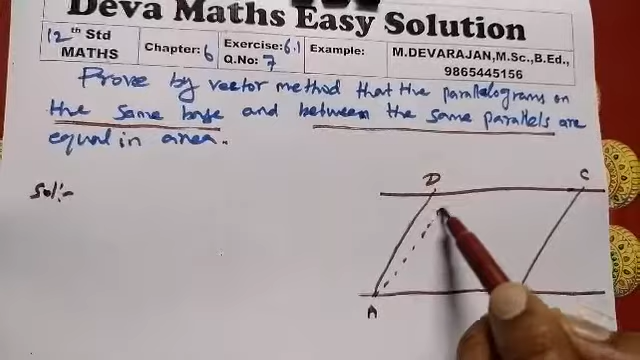 Deva Maths Easy Solution
12th Std
MATHS
Chapter: 6
Exercise: 6.1
Q.No: 7
Example:
M.DEVARAJAN,M.Sc.,B.Ed.,
9865445156
Prove by vector method that the parallelograms on
the same base and between the same parallels are
equal in area.
Sol:-
D
C
A